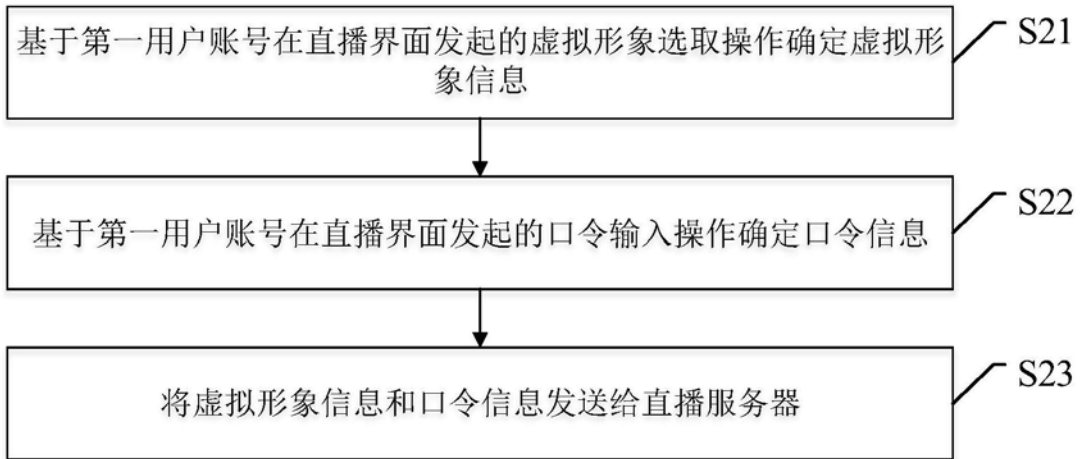 基于第一用户账号在直播界面发起的虚拟形象选取操作确定虚拟形
象信息
S21
基于第一用户账号在直播界面发起的口令输入操作确定口令信息
S22
将虚拟形象信息和口令信息发送给直播服务器
S23